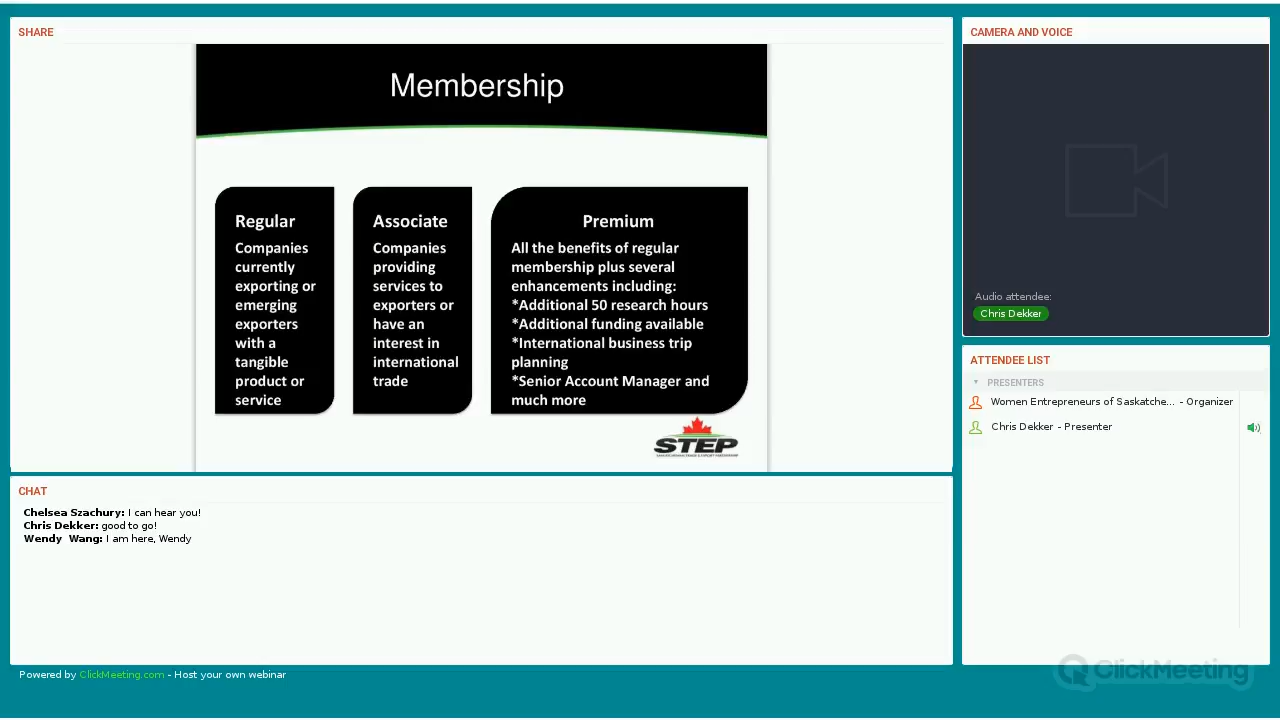 SHARE
Membership
Regular
Companies
currently
exporting or
emerging
exporters
with a
tangible
product or
service
Associate
Companies
providing
services to
exporters or
have an
interest in
international
trade
Premium
All the benefits of regular
membership plus several
enhancements including:
*Additional 50 research hours
*Additional funding available
*International business trip
planning
*Senior Account Manager and
much more
STEP
CAMERA AND VOICE
Audio attendee:
Chris Dekker
ATTENDEE LIST
PRESENTERS
Women Entrepreneurs of Saskatche... - Organizer
Chris Dekker - Presenter
CHAT
Chelsea Szachury: I can hear you!
Chris Dekker: good to go!
Wendy Wang: I am here, Wendy
Powered by ClickMeeting.com - Host your own webinar
ClickMeeting